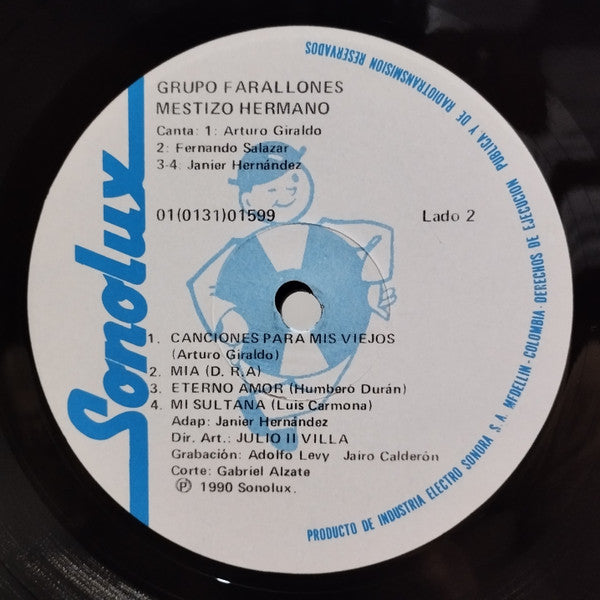 Sonolux
GRUPO FARALLONES
MESTIZO HERMANO
Canta: 1: Arturo Giraldo
2: Fernando Salazar
3-4. Janier Hernández
01(0131)01599
Lado 2
1. CANCIONES PARA MIS VIEJOS
(Arturo Giraldo)
2. MIA (D. R.A)
3. ETERNO AMOR (Humbero Durán)
4. MI SULTANA (Luis Carmona)
Adap: Janier Hernández
Dir. Art.: JULIO II VILLA
Grabación: Adolfo Levy Jairo Calderón
Corte: Gabriel Alzate
Ⓟ 1990 Sonolux.
PRODUCTO DE INDUSTRIA ELECTRO SONORA S. A. MEDELLIN - COLOMBIA - DERECHOS DE EJECUCION PUBLICA Y DE RADIOTRANSMISION RESERVADOS